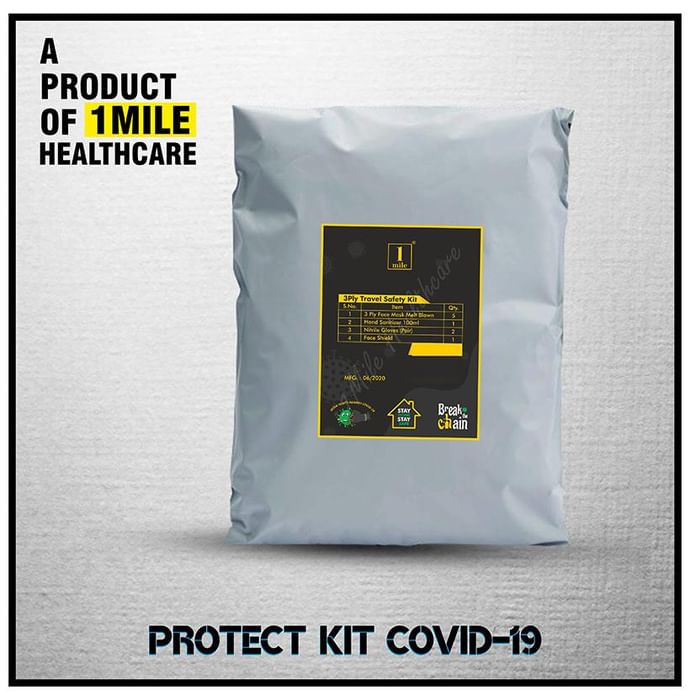 A
PRODUCT
OF 1MILE
HEALTHCARE
1
mile
3Ply Travel Safety Kit
S.No. Item Qty.
1 3 Ply Face Mask Melt Blown 5
2 Hand Sanitizer 100ml 1
3 Nitrile Gloves (Pair) 2
4 Face Shield 1
1Mile Healthcare
MFG. : 06/2020
STAY
STAY
SAFE
Break
the
chain
PROTECT KIT COVID-19